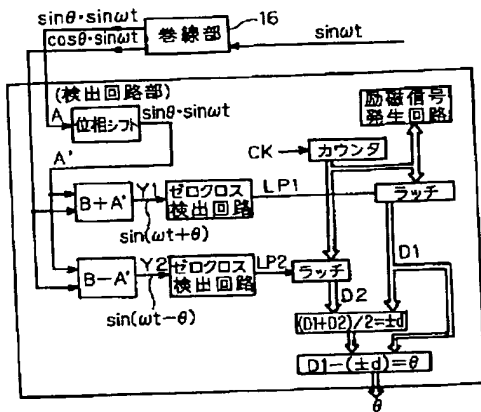 sinθ・sinωt
cosθ・sinωt
巻線部
16
sinωt
(検出回路部)
A
位相シフト
sinθ・sinωt
励磁信号
発生回路
A'
CK
カウンタ
B+A'
Y1
ゼロクロス
検出回路
LP1
ラッチ
sin(ωt+θ)
D1
B-A'
Y2
ゼロクロス
検出回路
LP2
ラッチ
sin(ωt-θ)
D2
(D1+D2)/2=±d
D1-(±d)=θ
θ